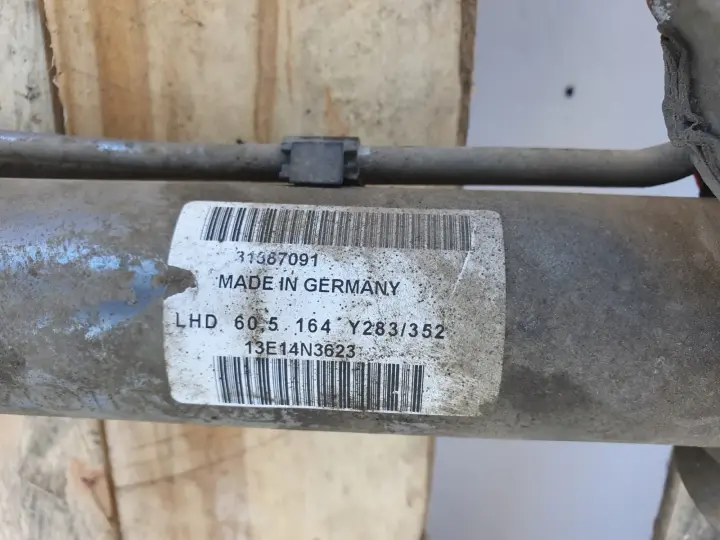 31387091
MADE IN GERMANY
LHD 60.5 164 Y283/352
13E14N3623